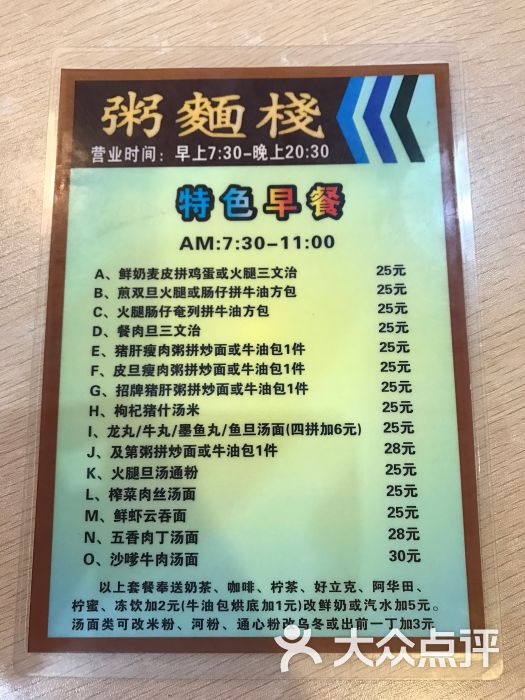 粥麵棧
营业时间：早上7:30-晚上20:30
特色早餐
AM:7:30-11:00
A、鲜奶麦皮拼鸡蛋或火腿三文治 25元
B、煎双旦火腿或肠仔拼牛油方包 25元
C、火腿肠仔奄列拼牛油方包 25元
D、餐肉旦三文治 25元
E、猪肝瘦肉粥拼炒面或牛油包1件 25元
F、皮旦瘦肉粥拼炒面或牛油包1件 25元
G、招牌猪肝粥拼炒面或牛油包1件 25元
H、枸杞猪什汤米 25元
I、龙丸/牛丸/墨鱼丸/鱼旦汤面(四拼加6元) 25元
J、及第粥拼炒面或牛油包1件 28元
K、火腿旦汤通粉 25元
L、榨菜肉丝汤面 25元
M、鲜虾云吞面 25元
N、五香肉丁汤面 28元
O、沙嗲牛肉汤面 30元
以上套餐奉送奶茶、咖啡、柠茶、好立克、阿华田、
柠蜜、冻饮加2元(牛油包烘底加1元)改鲜奶或汽水加5元。
汤面类可改米粉、河粉、通心粉改乌冬或出前一丁加3元
大众点评